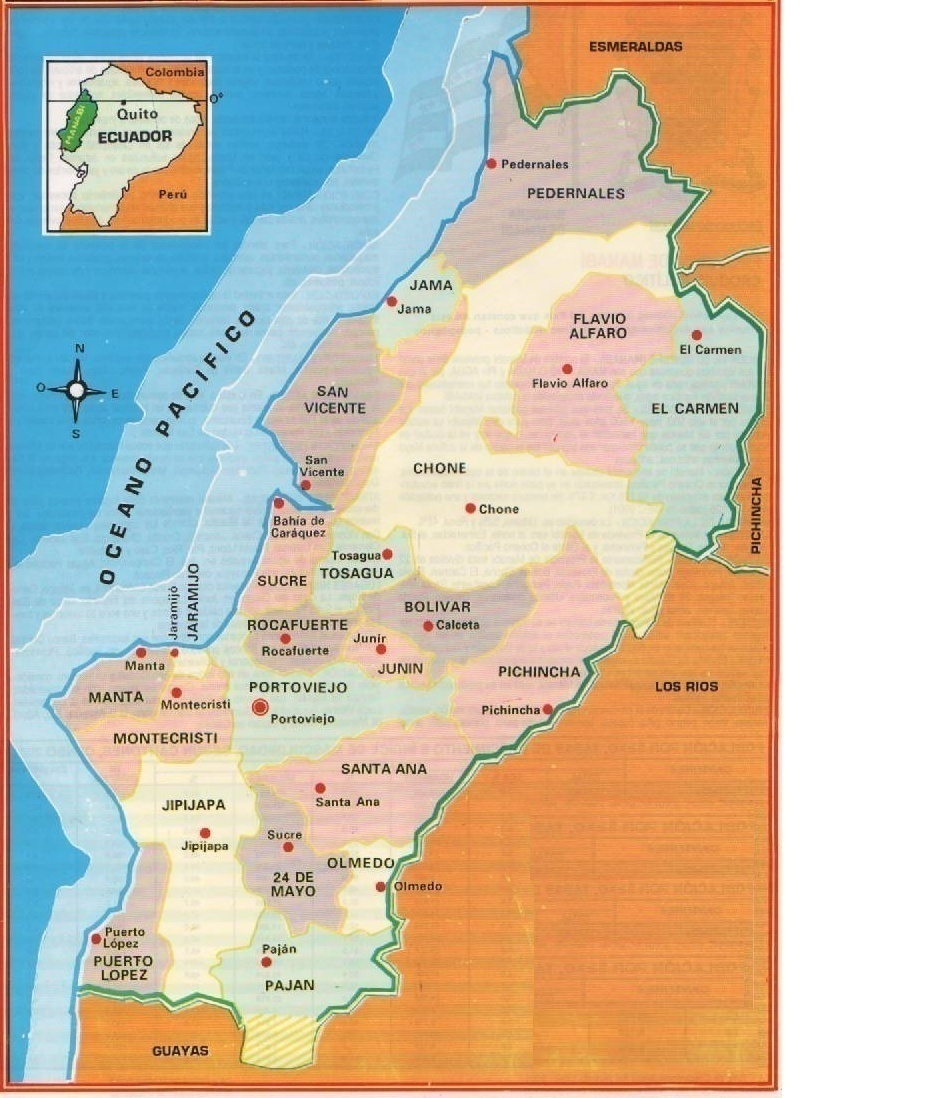 ESMERALDAS
Colombia
0°
Quito
MANABI
ECUADOR
Perú
Pedernales
PEDERNALES
JAMA
Jama
FLAVIO
ALFARO
Flavio Alfaro
El Carmen
EL CARMEN
OCEANO PACIFICO
N
O
E
S
SAN
VICENTE
San
Vicente
CHONE
Chone
PICHINCHA
Bahía de
Caráquez
Tosagua
TOSAGUA
SUCRE
Jaramijó
JARAMIJO
BOLIVAR
Calceta
ROCAFUERTE
Rocafuerte
Junín
JUNIN
Manta
MANTA
Montecristi
MONTECRISTI
PORTOVIEJO
Portoviejo
PICHINCHA
Pichincha
LOS RIOS
SANTA ANA
Santa Ana
JIPIJAPA
Jipijapa
Sucre
24 DE
MAYO
OLMEDO
Olmedo
Puerto
López
PUERTO
LOPEZ
Paján
PAJAN
GUAYAS